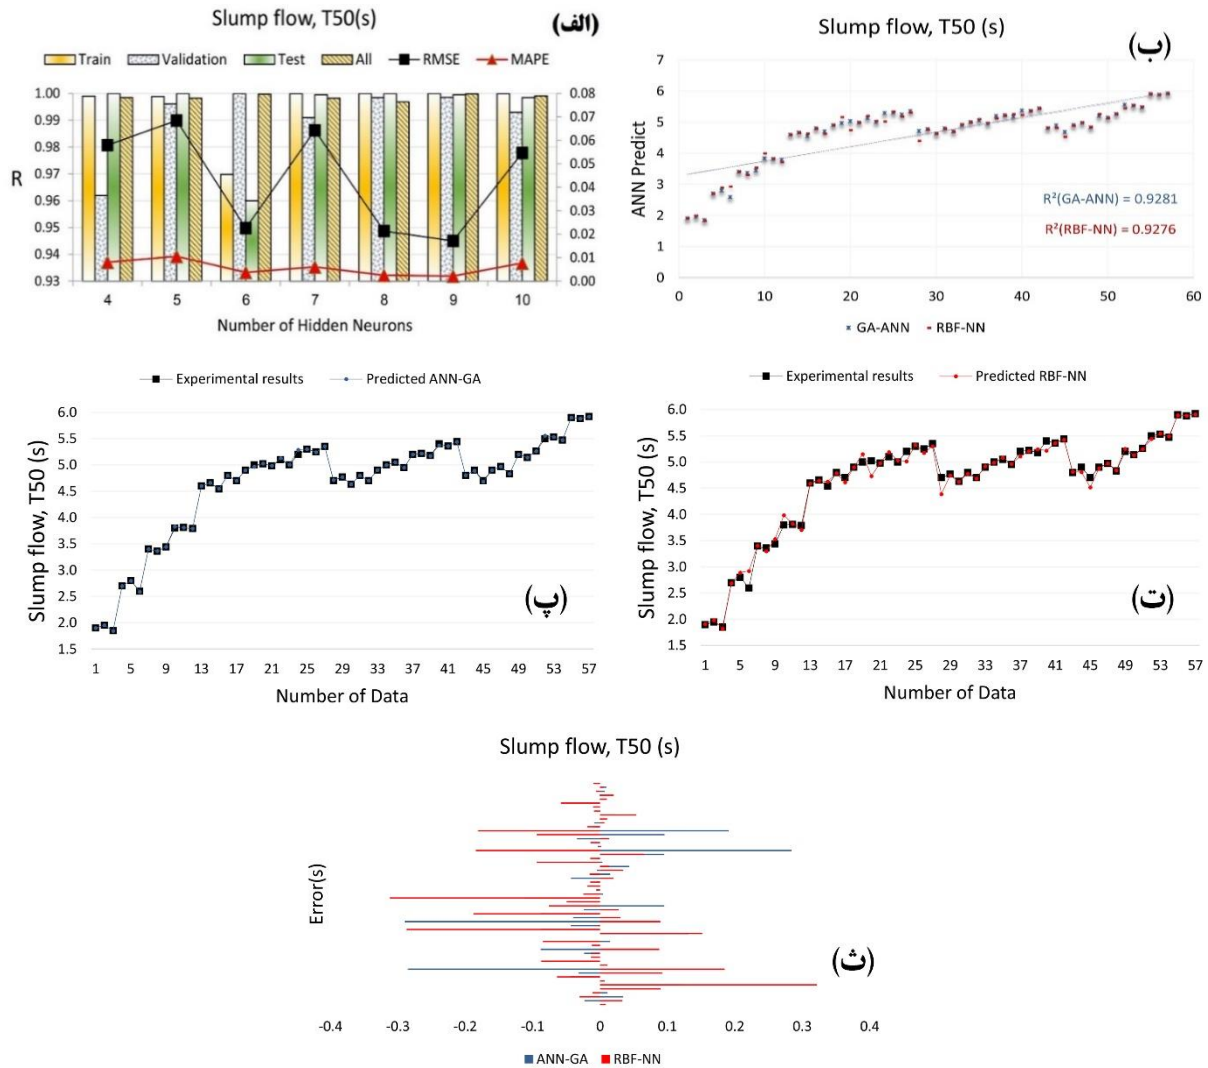 Slump flow, T50(s)
(الف)
Train Validation Test All RMSE MAPE
1.00 0.99 0.98 0.97 0.96 0.95 0.94 0.93
R
0.08 0.07 0.06 0.05 0.04 0.03 0.02 0.01 0.00
4 5 6 7 8 9 10
Number of Hidden Neurons
Slump flow, T50 (s)
(ب)
7 6 5 4 3 2 1 0
ANN Predict
R²(GA-ANN) = 0.9281
R²(RBF-NN) = 0.9276
0 10 20 30 40 50 60
GA-ANN RBF-NN
Experimental results Predicted ANN-GA
6.0 5.5 5.0 4.5 4.0 3.5 3.0 2.5 2.0 1.5
Slump flow, T50 (s)
(پ)
1 5 9 13 17 21 25 29 33 37 41 45 49 53 57
Number of Data
Experimental results Predicted RBF-NN
6.0 5.5 5.0 4.5 4.0 3.5 3.0 2.5 2.0 1.5
Slump flow, T50 (s)
(ت)
1 5 9 13 17 21 25 29 33 37 41 45 49 53 57
Number of Data
Slump flow, T50 (s)
Error(s)
(ث)
-0.4 -0.3 -0.2 -0.1 0 0.1 0.2 0.3 0.4
ANN-GA RBF-NN